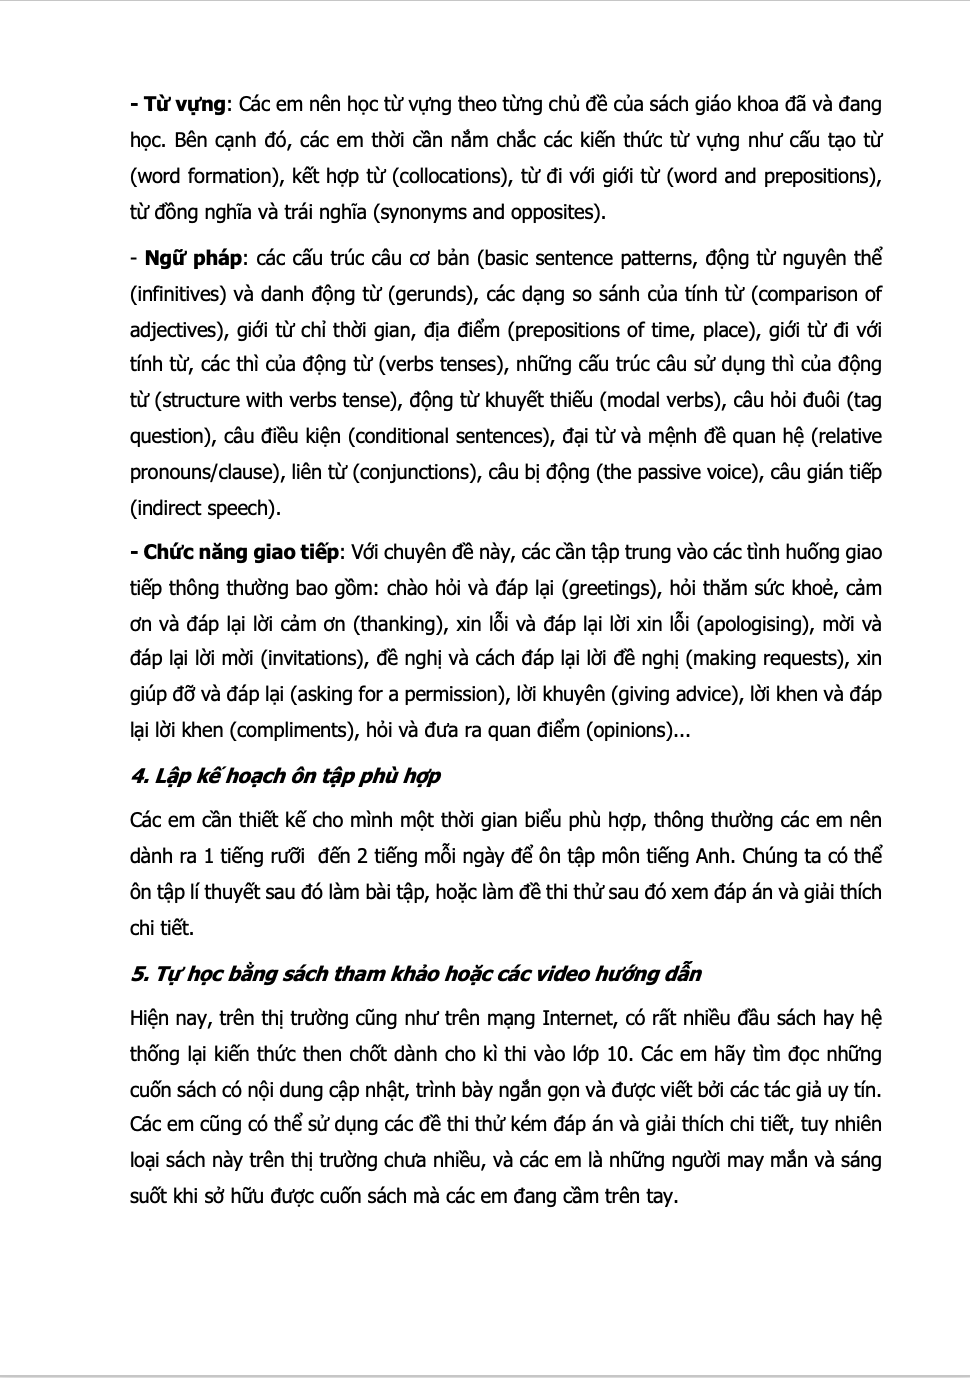 - Từ vựng: Các em nên học từ vựng theo từng chủ đề của sách giáo khoa đã và đang
học. Bên cạnh đó, các em thời cần nắm chắc các kiến thức từ vựng như cấu tạo từ
(word formation), kết hợp từ (collocations), từ đi với giới từ (word and prepositions),
từ đồng nghĩa và trái nghĩa (synonyms and opposites).
- Ngữ pháp: các cấu trúc câu cơ bản (basic sentence patterns, động từ nguyên thể
(infinitives) và danh động từ (gerunds), các dạng so sánh của tính từ (comparison of
adjectives), giới từ chỉ thời gian, địa điểm (prepositions of time, place), giới từ đi với
tính từ, các thì của động từ (verbs tenses), những cấu trúc câu sử dụng thì của động
từ (structure with verbs tense), động từ khuyết thiếu (modal verbs), câu hỏi đuôi (tag
question), câu điều kiện (conditional sentences), đại từ và mệnh đề quan hệ (relative
pronouns/clause), liên từ (conjunctions), câu bị động (the passive voice), câu gián tiếp
(indirect speech).
- Chức năng giao tiếp: Với chuyên đề này, các cần tập trung vào các tình huống giao
tiếp thông thường bao gồm: chào hỏi và đáp lại (greetings), hỏi thăm sức khoẻ, cảm
ơn và đáp lại lời cảm ơn (thanking), xin lỗi và đáp lại lời xin lỗi (apologising), mời và
đáp lại lời mời (invitations), đề nghị và cách đáp lại lời đề nghị (making requests), xin
giúp đỡ và đáp lại (asking for a permission), lời khuyên (giving advice), lời khen và đáp
lại lời khen (compliments), hỏi và đưa ra quan điểm (opinions)...
4. Lập kế hoạch ôn tập phù hợp
Các em cần thiết kế cho mình một thời gian biểu phù hợp, thông thường các em nên
dành ra 1 tiếng rưỡi  đến 2 tiếng mỗi ngày để ôn tập môn tiếng Anh. Chúng ta có thể
ôn tập lí thuyết sau đó làm bài tập, hoặc làm đề thi thử sau đó xem đáp án và giải thích
chi tiết.
5. Tự học bằng sách tham khảo hoặc các video hướng dẫn
Hiện nay, trên thị trường cũng như trên mạng Internet, có rất nhiều đầu sách hay hệ
thống lại kiến thức then chốt dành cho kì thi vào lớp 10. Các em hãy tìm đọc những
cuốn sách có nội dung cập nhật, trình bày ngắn gọn và được viết bởi các tác giả uy tín.
Các em cũng có thể sử dụng các đề thi thử kém đáp án và giải thích chi tiết, tuy nhiên
loại sách này trên thị trường chưa nhiều, và các em là những người may mắn và sáng
suốt khi sở hữu được cuốn sách mà các em đang cầm trên tay.